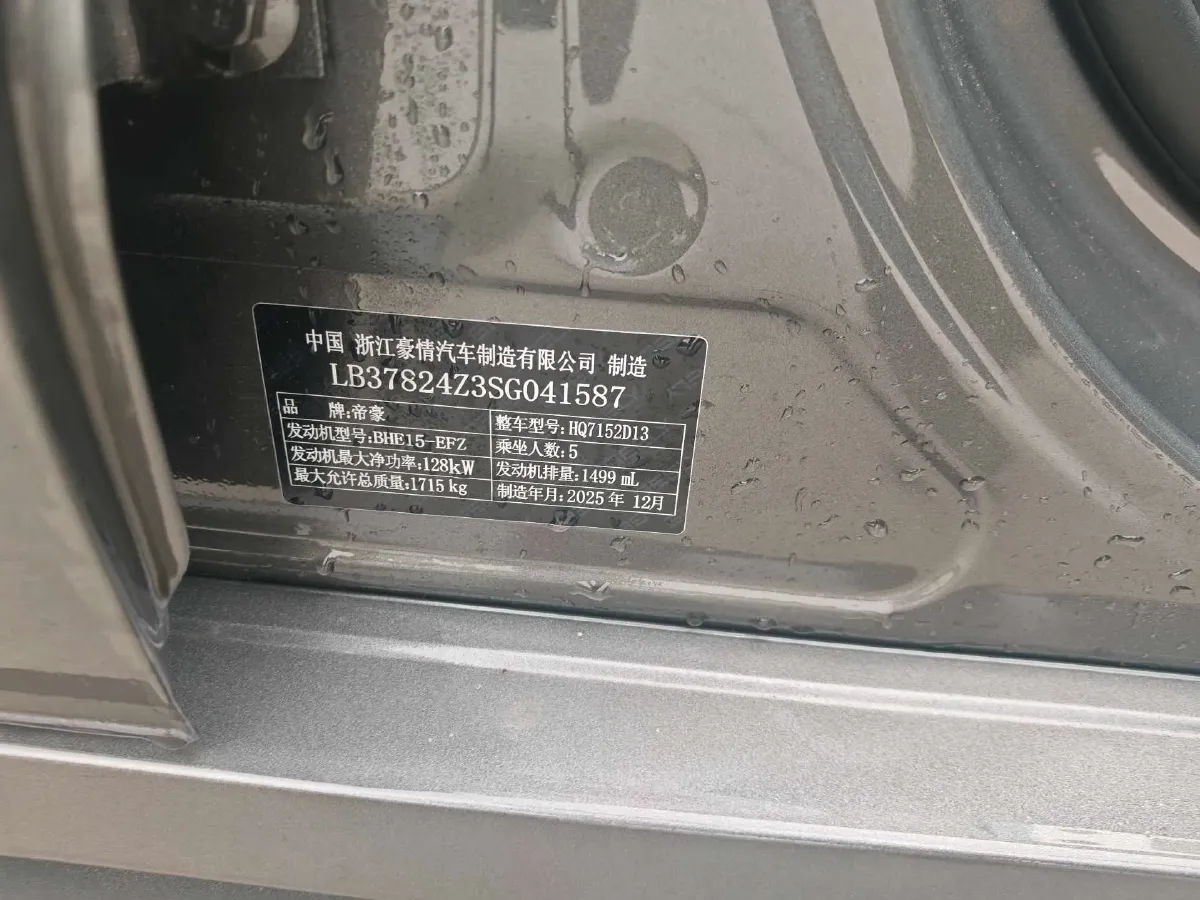 中国 浙江豪情汽车制造有限公司 制造
LB37824Z3SG041587
品 牌:帝豪 整车型号:HQ7152D13
发动机型号:BHE15-EFZ 乘坐人数:5
发动机最大净功率:128kW 发动机排量:1499 mL
最大允许总质量:1715 kg 制造年月:2025 年 12月